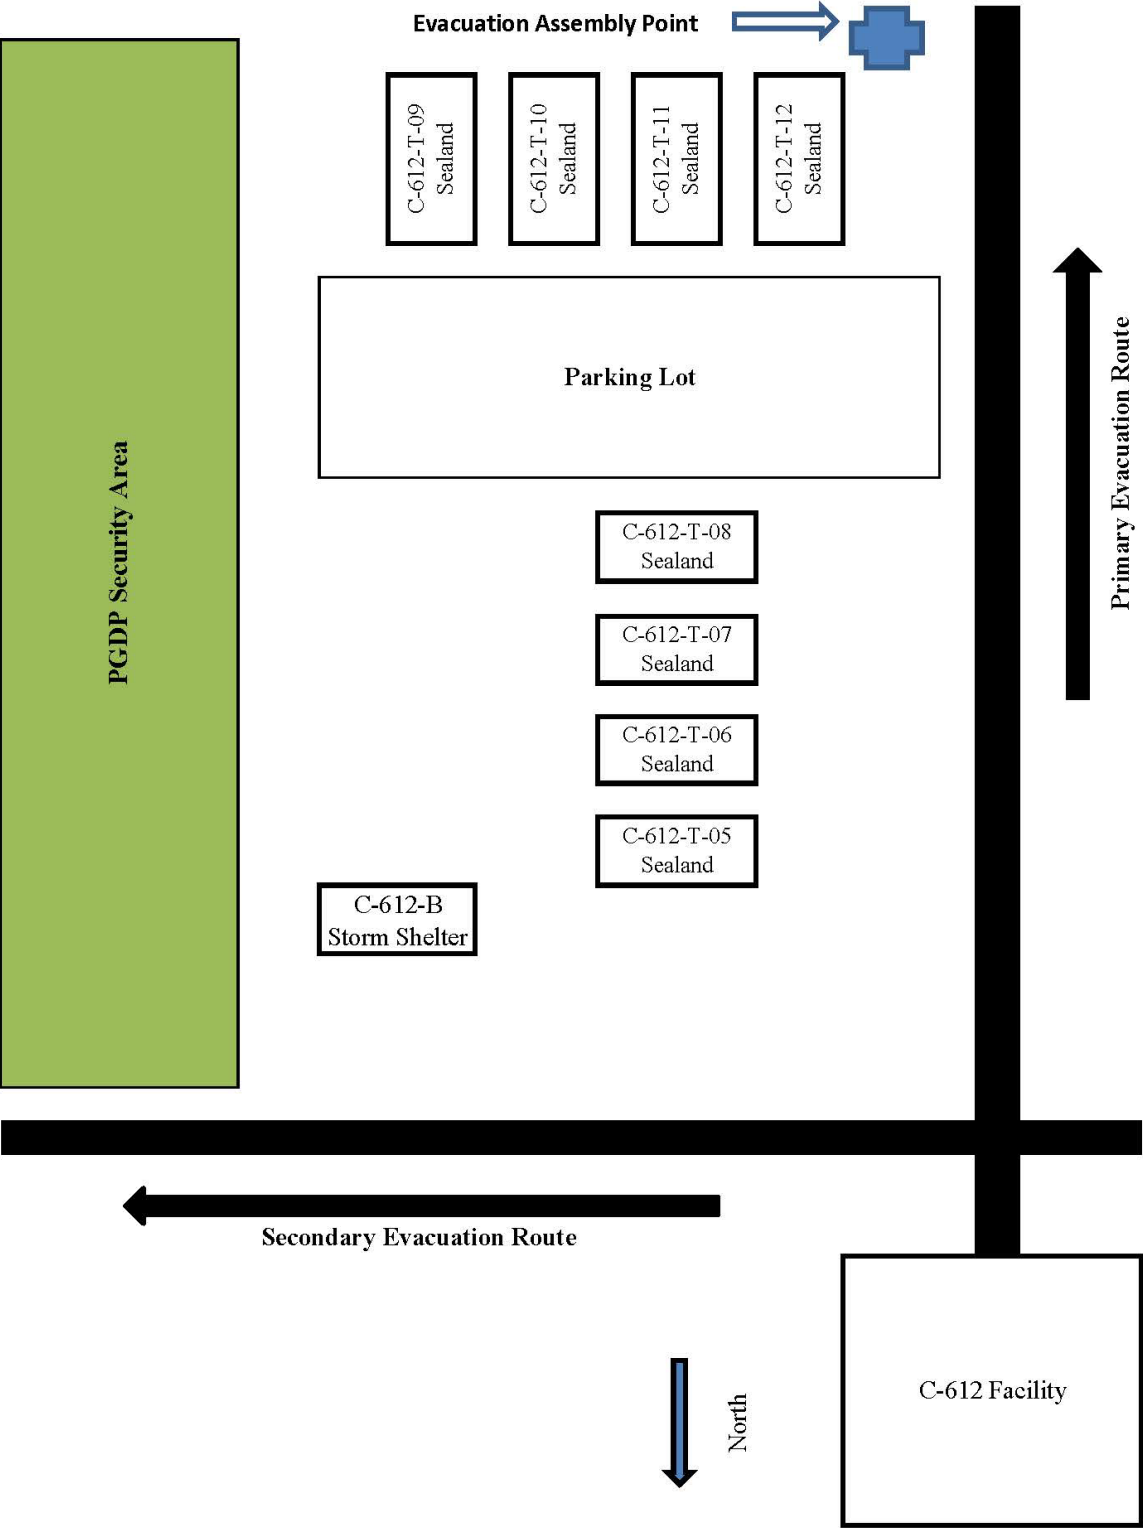 Evacuation Assembly Point
C-612-T-09
Sealand
C-612-T-10
Sealand
C-612-T-11
Sealand
C-612-T-12
Sealand
Parking Lot
Primary Evacuation Route
PGDP Security Area
C-612-T-08
Sealand
C-612-T-07
Sealand
C-612-T-06
Sealand
C-612-T-05
Sealand
C-612-B
Storm Shelter
Secondary Evacuation Route
C-612 Facility
North